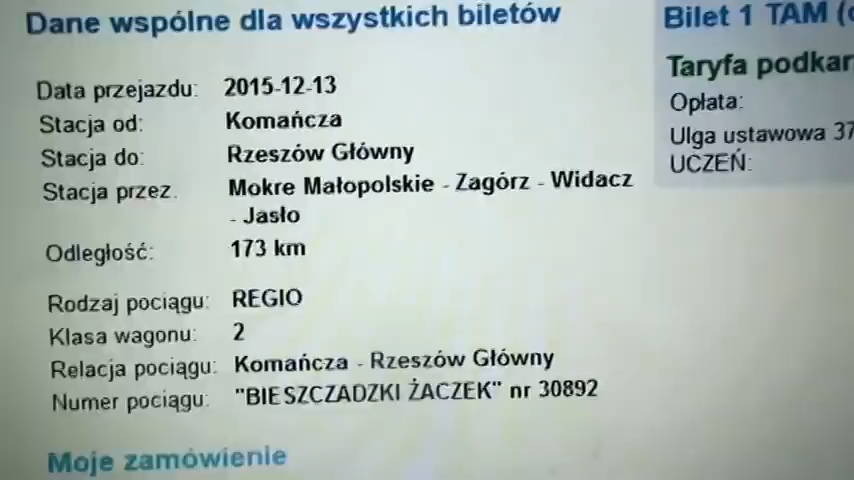 Dane wspólne dla wszystkich biletów
Data przejazdu: 2015-12-13
Stacja od: Komańcza
Stacja do: Rzeszów Główny
Stacja przez. Mokre Małopolskie - Zagórz - Widacz
- Jasło
Odległość: 173 km
Rodzaj pociągu: REGIO
Klasa wagonu: 2
Relacja pociągu: Komańcza - Rzeszów Główny
Numer pociągu: "BIESZCZADZKI ŻACZEK" nr 30892
Moje zamówienie
Bilet 1 TAM (
Taryfa podkar
Opłata:
Ulga ustawowa 37
UCZEŃ: